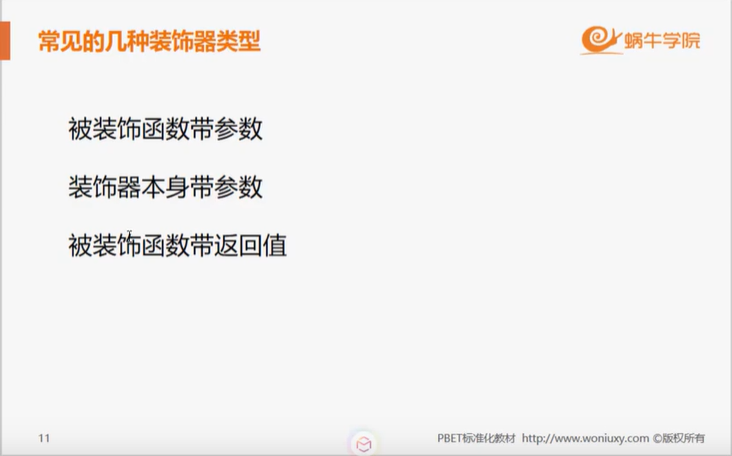 常见的几种装饰器类型
蜗牛学院
被装饰函数带参数
装饰器本身带参数
被装饰函数带返回值
11
PBET标准化教材 http://www.woniuxy.com ©版权所有